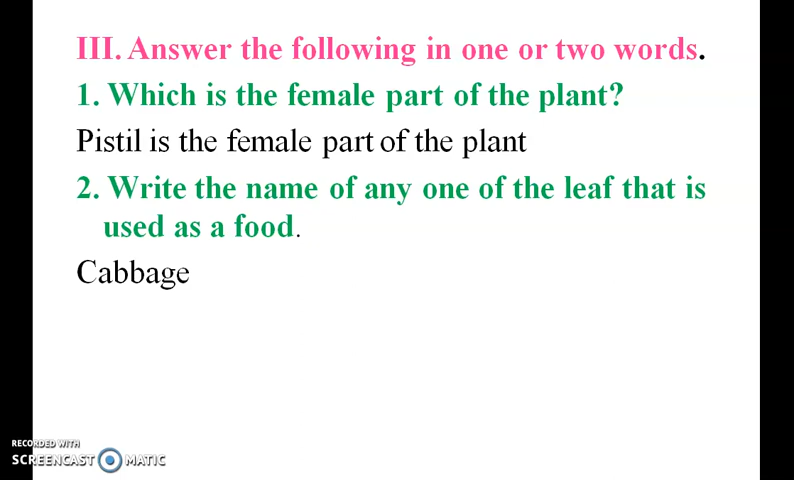 III. Answer the following in one or two words.
1. Which is the female part of the plant?
Pistil is the female part of the plant
2. Write the name of any one of the leaf that is
used as a food.
Cabbage
RECORDED WITH
SCREENCAST MATIC